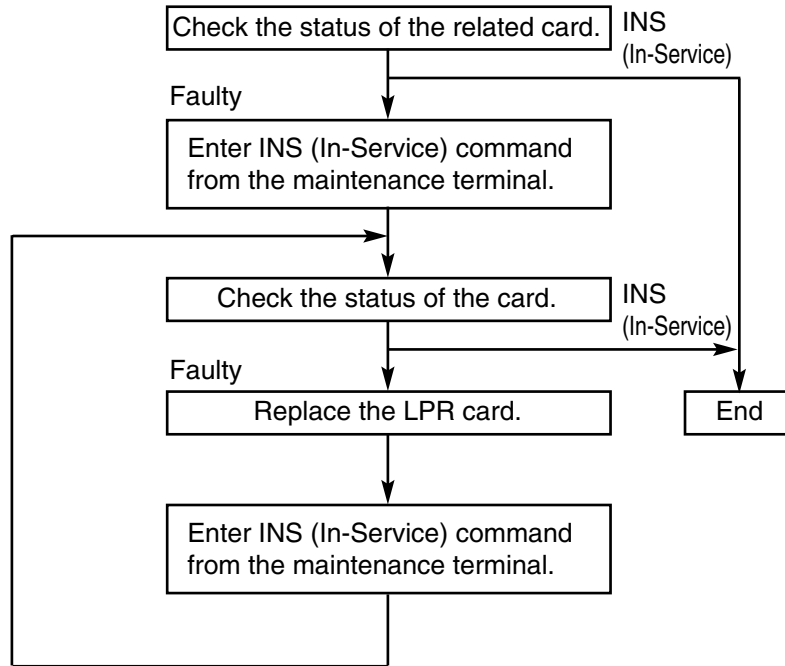 Check the status of the related card.
INS
(In-Service)
Faulty
Enter INS (In-Service) command
from the maintenance terminal.
Check the status of the card.
INS
(In-Service)
Faulty
Replace the LPR card.
End
Enter INS (In-Service) command
from the maintenance terminal.